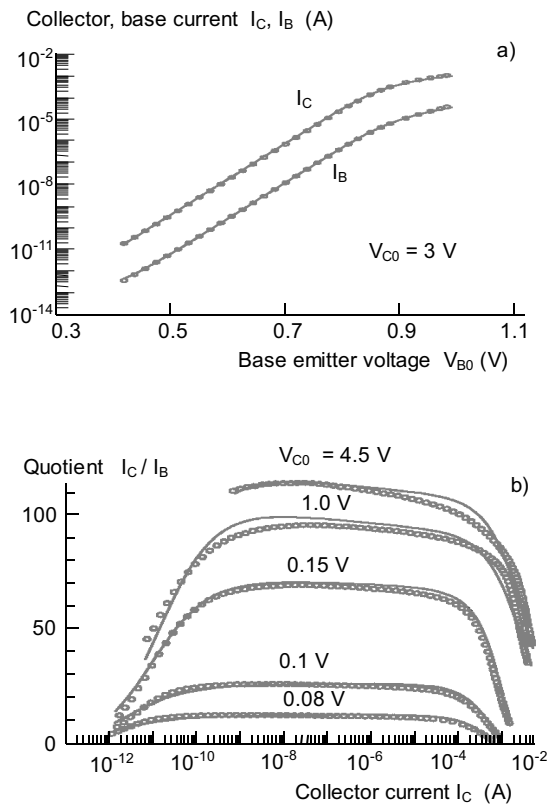 Collector, base current I_C, I_B (A)
a)
10^-2
10^-5
10^-8
10^-11
10^-14
I_C
I_B
V_C0 = 3 V
0.3 0.5 0.7 0.9 1.1
Base emitter voltage V_B0 (V)
Quotient I_C / I_B
V_C0 = 4.5 V
b)
100
1.0 V
0.15 V
50
0.1 V
0.08 V
0
10^-12 10^-10 10^-8 10^-6 10^-4 10^-2
Collector current I_C (A)